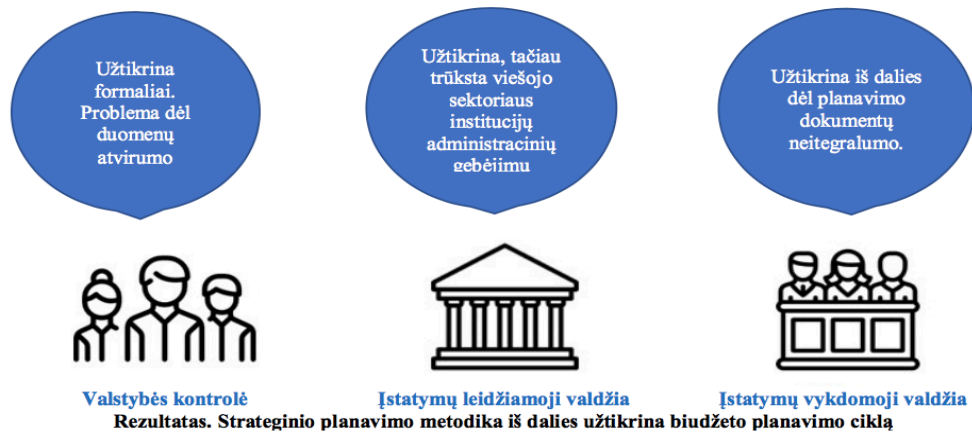 Užtikrina
formaliai.
Problema dėl
duomenų
atvirumo
Užtikrina, tačiau
trūksta viešojo
sektoriaus
institucijų
administracinių
gebėjimu
Užtikrina iš dalies
dėl planavimo
dokumentų
neitegralumo.
Valstybės kontrolė
Įstatymų leidžiamoji valdžia
Įstatymų vykdomoji valdžia
Rezultatas. Strateginio planavimo metodika iš dalies užtikrina biudžeto planavimo ciklą